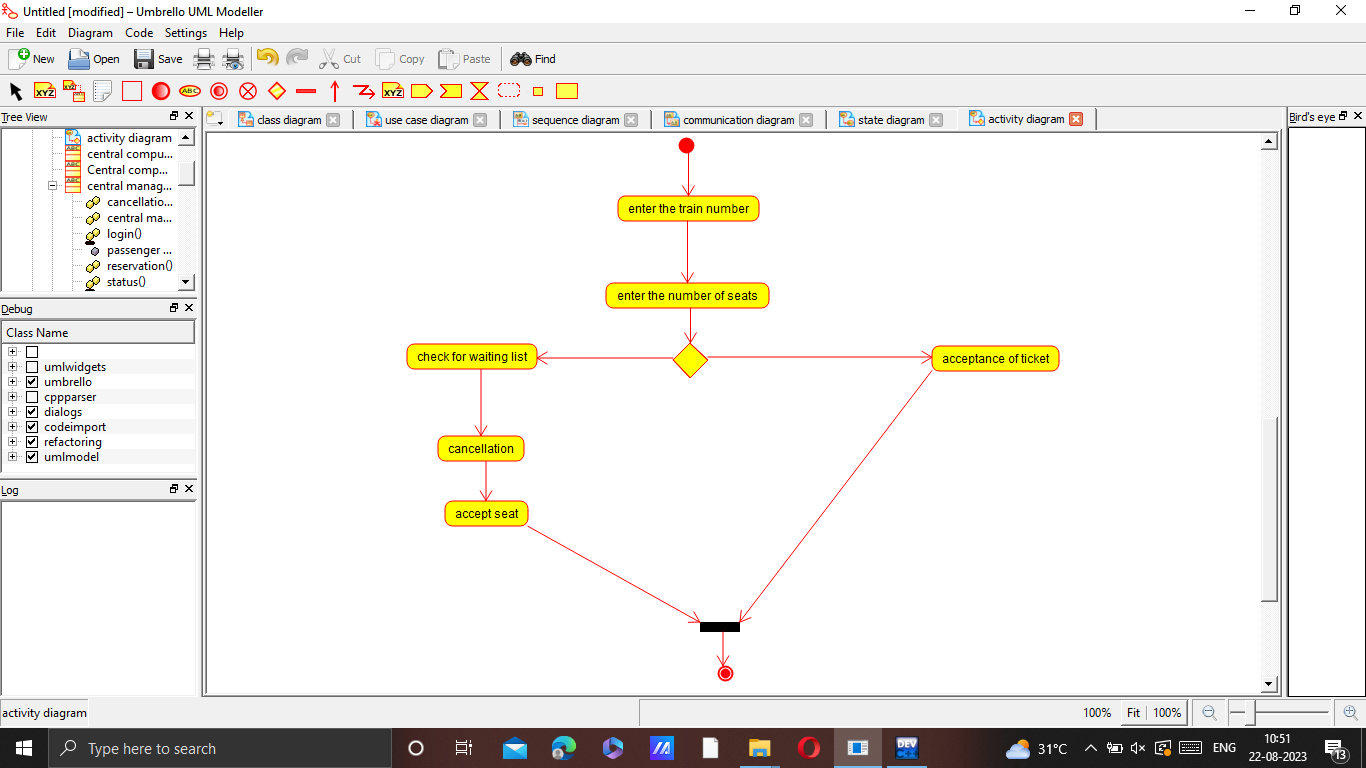 Untitled [modified] – Umbrello UML Modeller
File Edit Diagram Code Settings Help
New Open Save Cut Copy Paste Find
XYZ XYZ ABC XYZ
Tree View
class diagram use case diagram sequence diagram communication diagram state diagram activity diagram
Bird's eye
activity diagram
ABC central compu...
ABC Central comp...
ABC central manag...
cancellatio...
central ma...
login()
passenger ...
reservation()
status()
Debug
Class Name
umlwidgets
umbrello
cppparser
dialogs
codeimport
refactoring
umlmodel
Log
enter the train number
enter the number of seats
check for waiting list
acceptance of ticket
cancellation
accept seat
activity diagram
100% Fit 100%
Type here to search
DEV
31°C
ENG
10:51
22-08-2023
13